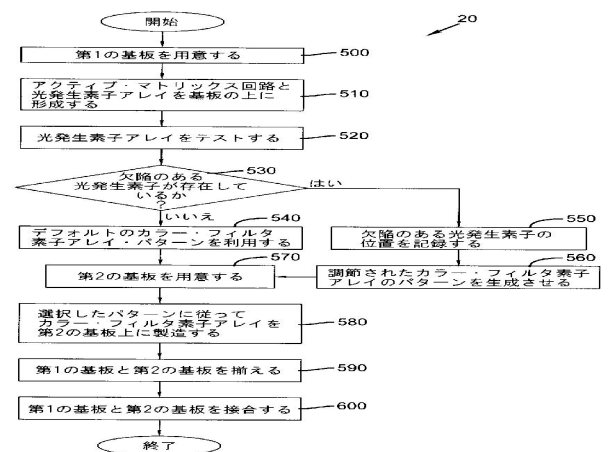 開始
20
第1の基板を用意する
500
アクティブ・マトリックス回路と
光発生素子アレイを基板の上に
形成する
510
光発生素子アレイをテストする
520
欠陥のある
光発生素子が存在して
いるか
?
530
はい
いいえ
540
デフォルトのカラー・フィルタ
素子アレイ・パターンを利用する
550
欠陥のある光発生素子の
位置を記録する
560
調節されたカラー・フィルタ素子
アレイのパターンを生成させる
570
第2の基板を用意する
選択したパターンに従って
カラー・フィルタ素子アレイを
第2の基板上に製造する
580
第1の基板と第2の基板を揃える
590
第1の基板と第2の基板を接合する
600
終了